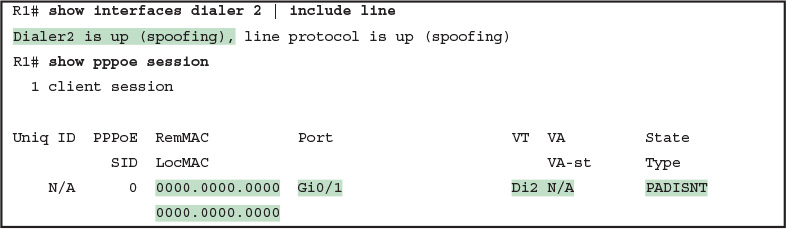 R1# show interfaces dialer 2 | include line
Dialer2 is up (spoofing), line protocol is up (spoofing)
R1# show pppoe session
  1 client session

Uniq ID  PPPoE  RemMAC          Port                    VT  VA         State
           SID  LocMAC                                      VA-st      Type
    N/A      0  0000.0000.0000  Gi0/1                   Di2 N/A        PADISNT
                0000.0000.0000